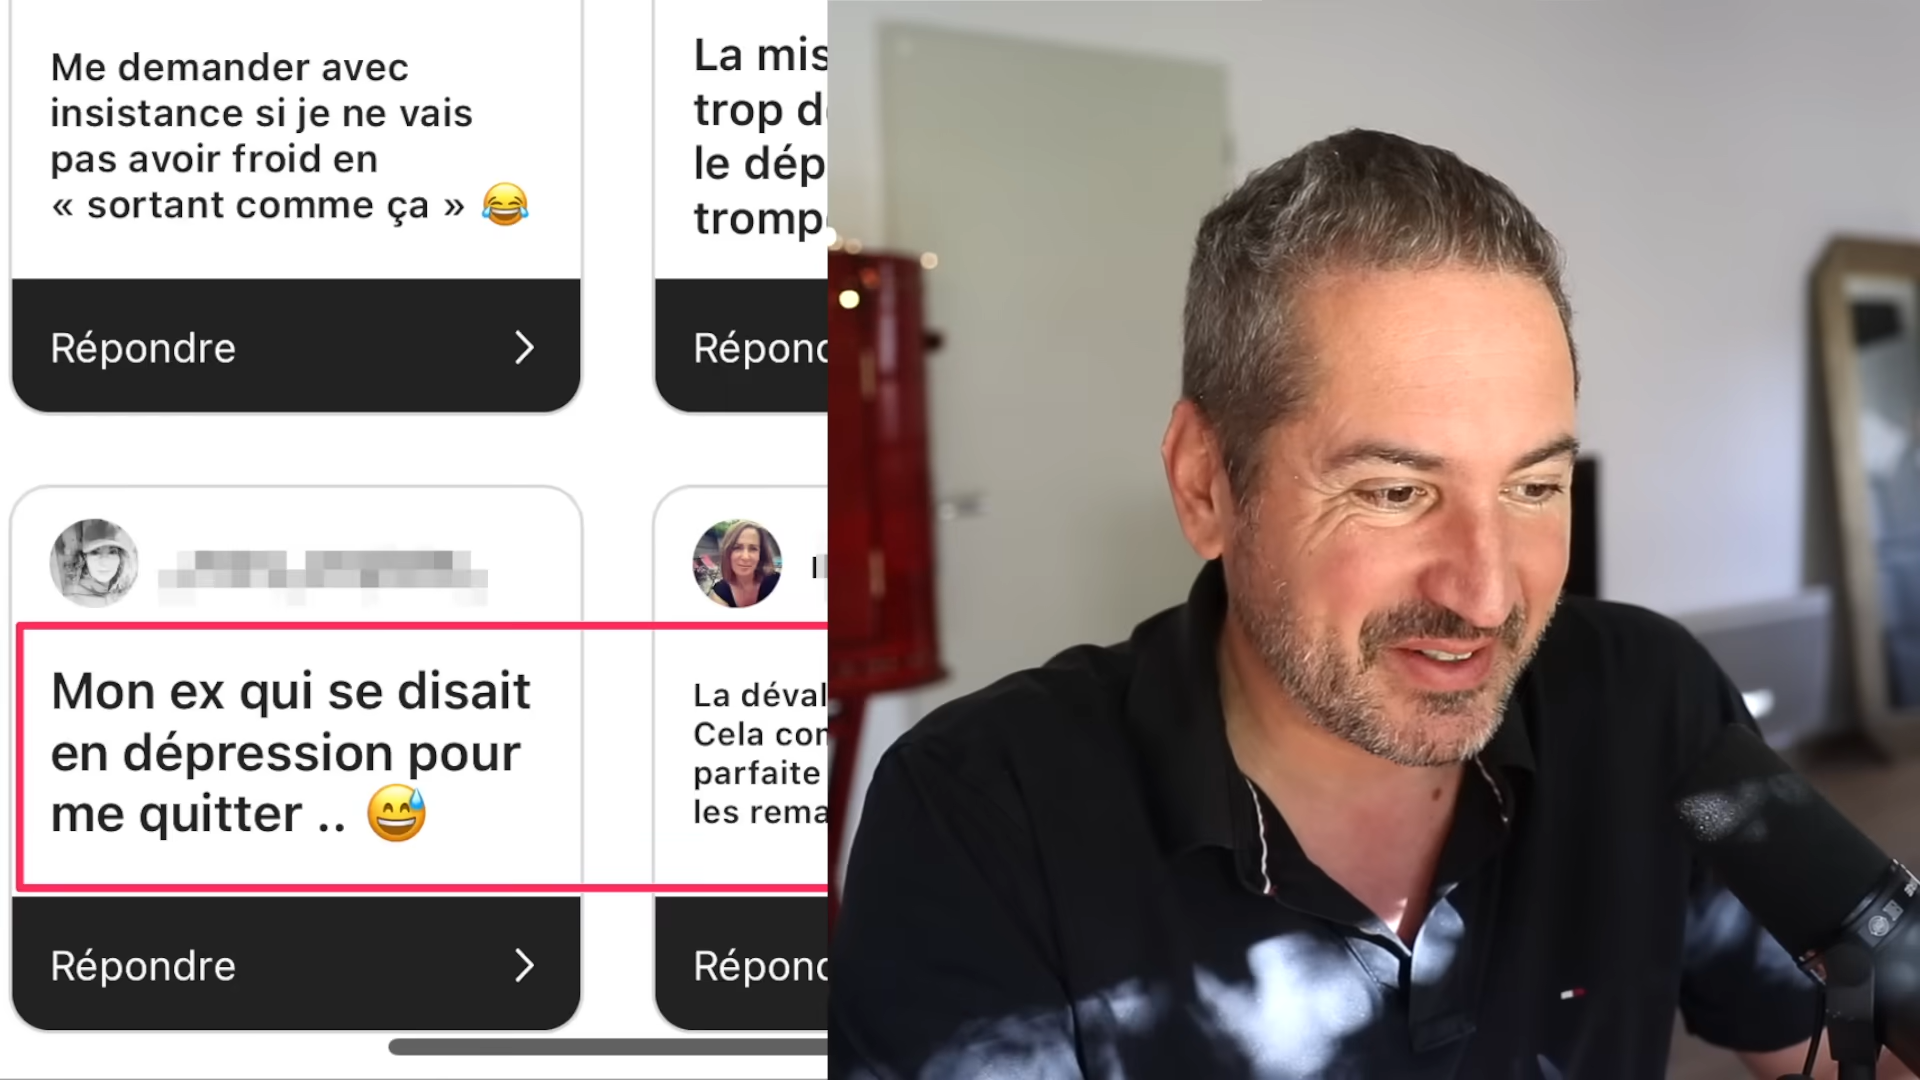 Me demander avec
insistance si je ne vais
pas avoir froid en
« sortant comme ça » 😂
Répondre
La mis
trop d
le dép
tromp
Répond
Mon ex qui se disait
en dépression pour
me quitter .. 😅
Répondre
La déval
Cela com
parfaite
les rema
Répond